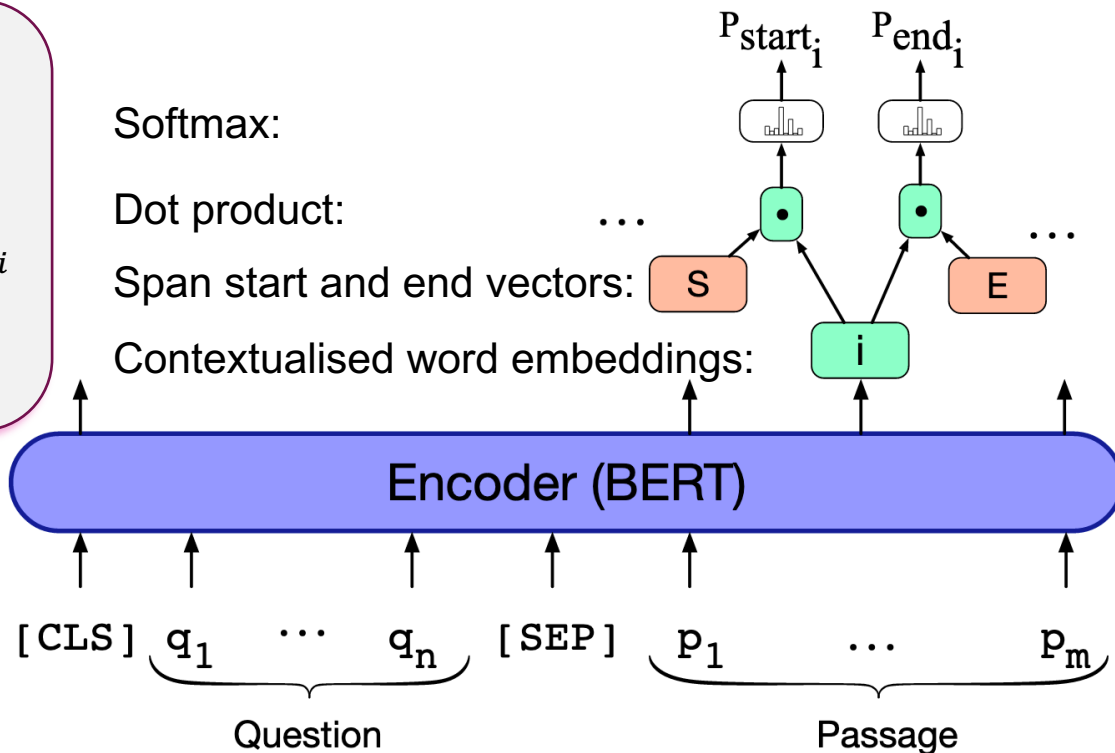 P_start_i P_end_i
Softmax:
Dot product: ... • • ...
i
Span start and end vectors: S E
Contextualised word embeddings: i
Encoder (BERT)
[CLS] q_1 ... q_n [SEP] p_1 ... p_m
Question Passage